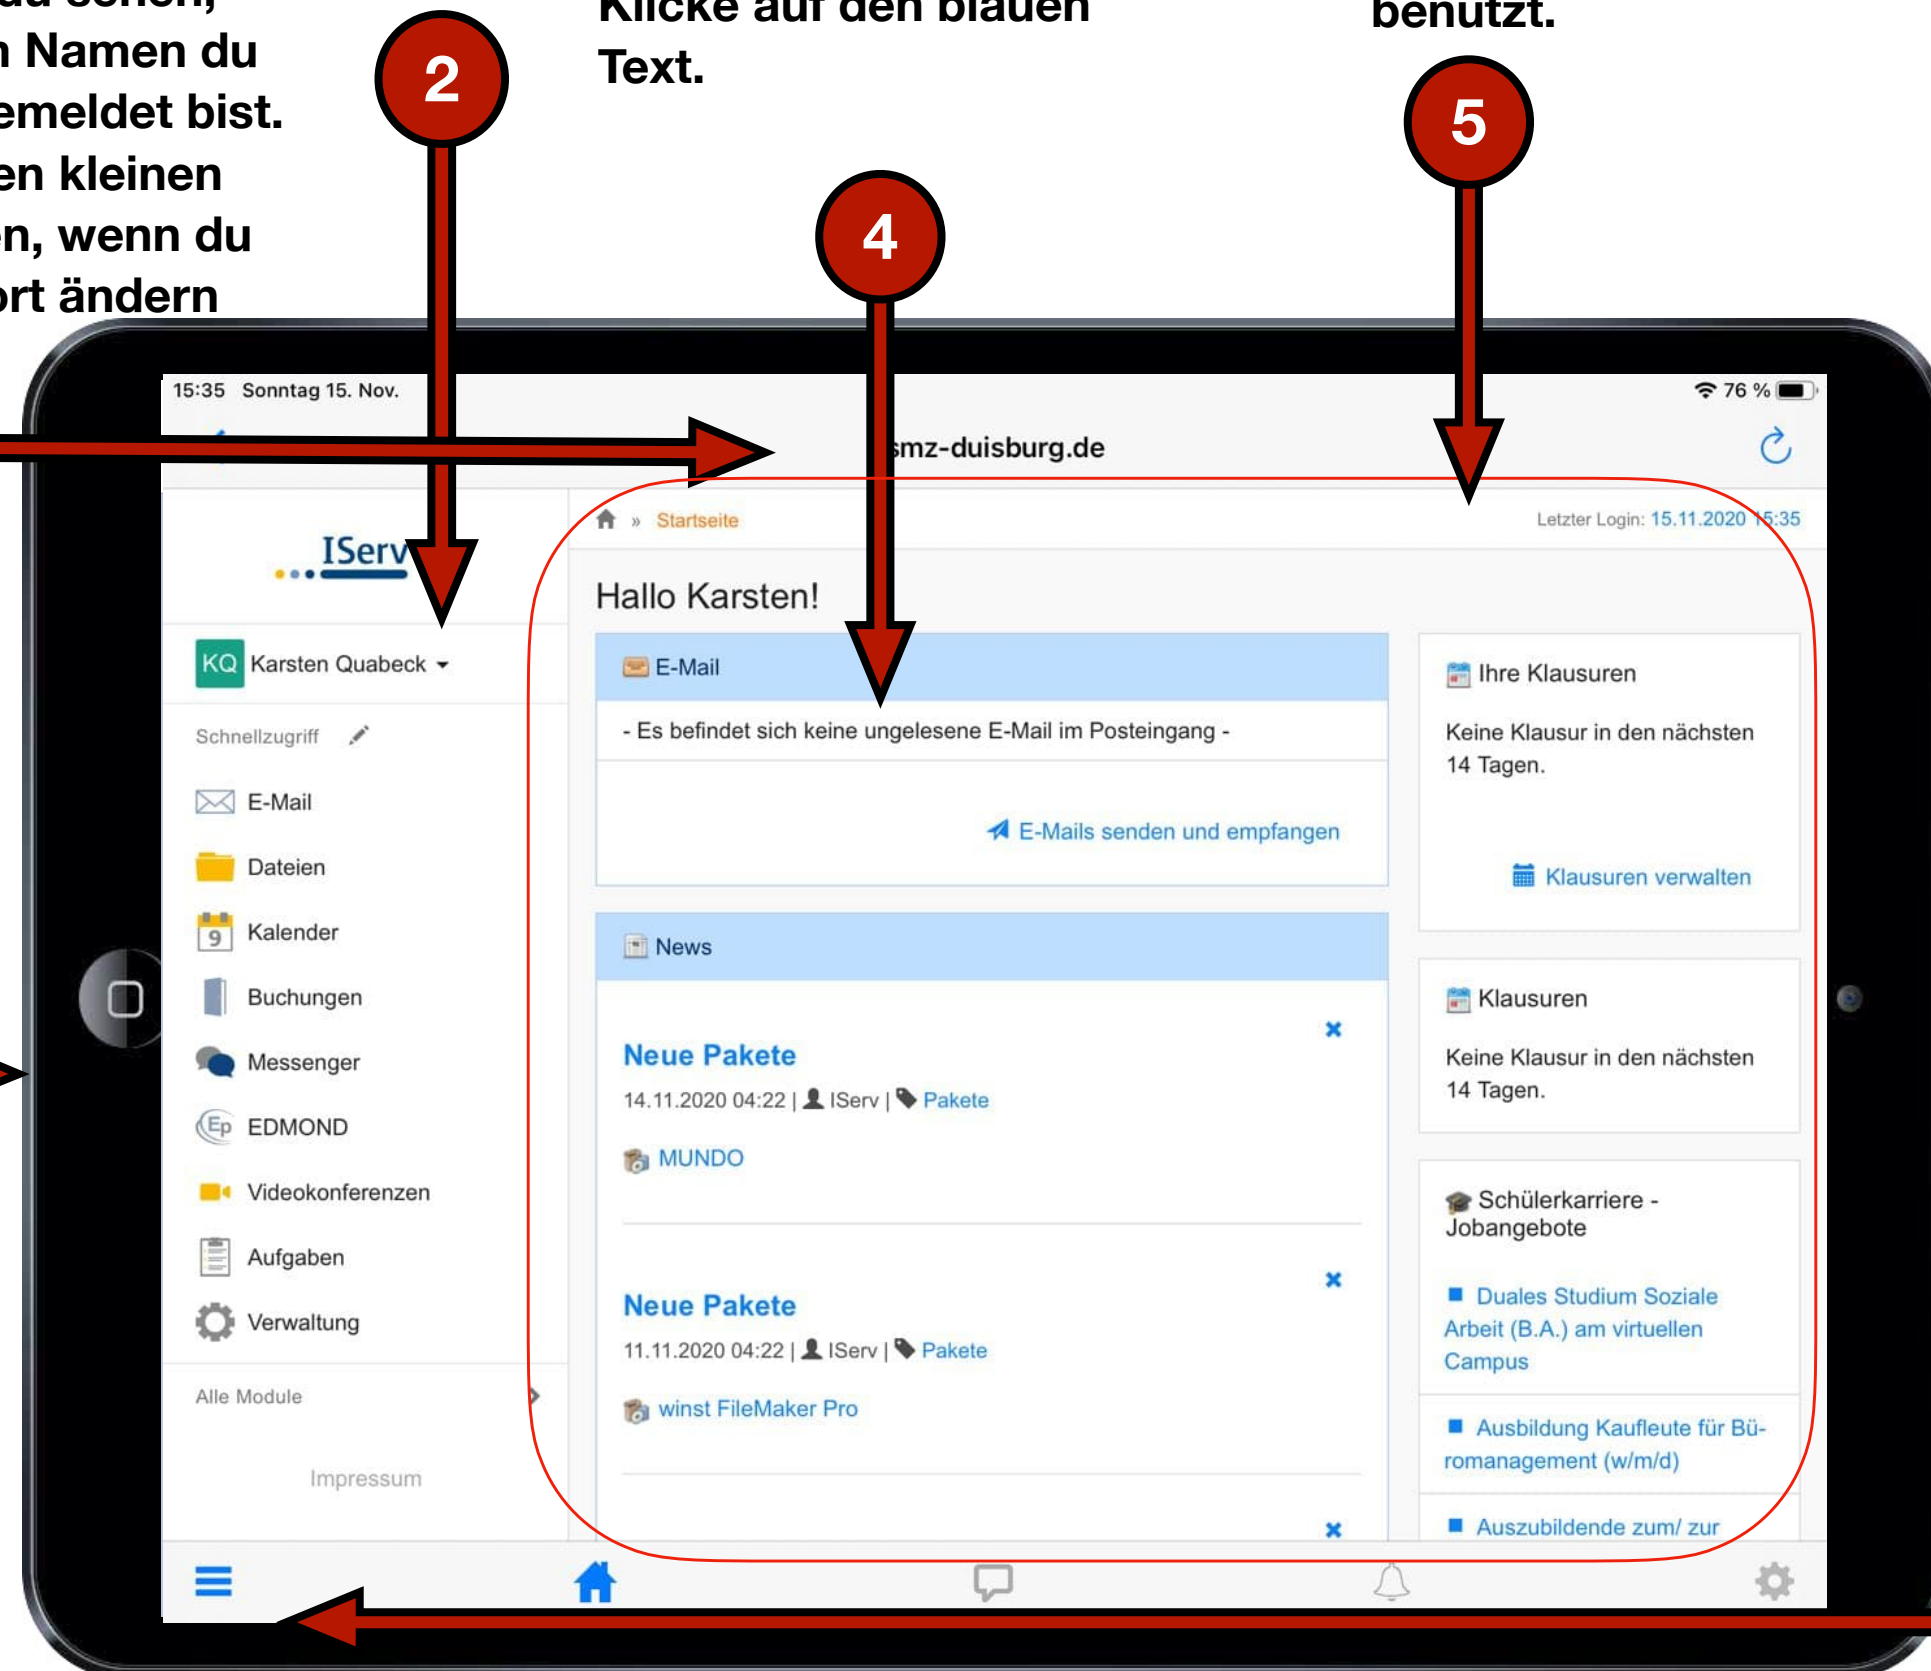 du sehen,
Namen du
emeldet bist.
en kleinen
en, wenn du
ort ändern
2
Klicke auf den blauen
Text.
4
benutzt.
5
15:35 Sonntag 15. Nov.
76 %
smz-duisburg.de
IServ
» Startseite
Letzter Login: 15.11.2020 15:35
Hallo Karsten!
KQ Karsten Quabeck
Schnellzugriff
E-Mail
Dateien
9 Kalender
Buchungen
Messenger
Ep EDMOND
Videokonferenzen
Aufgaben
Verwaltung
Alle Module
Impressum
E-Mail
- Es befindet sich keine ungelesene E-Mail im Posteingang -
E-Mails senden und empfangen
News
Neue Pakete
14.11.2020 04:22 | IServ | Pakete
MUNDO
Neue Pakete
11.11.2020 04:22 | IServ | Pakete
winst FileMaker Pro
Ihre Klausuren
Keine Klausur in den nächsten
14 Tagen.
Klausuren verwalten
Klausuren
Keine Klausur in den nächsten
14 Tagen.
Schülerkarriere -
Jobangebote
Duales Studium Soziale
Arbeit (B.A.) am virtuellen
Campus
Ausbildung Kaufleute für Bü-
romanagement (w/m/d)
Auszubildende zum/ zur